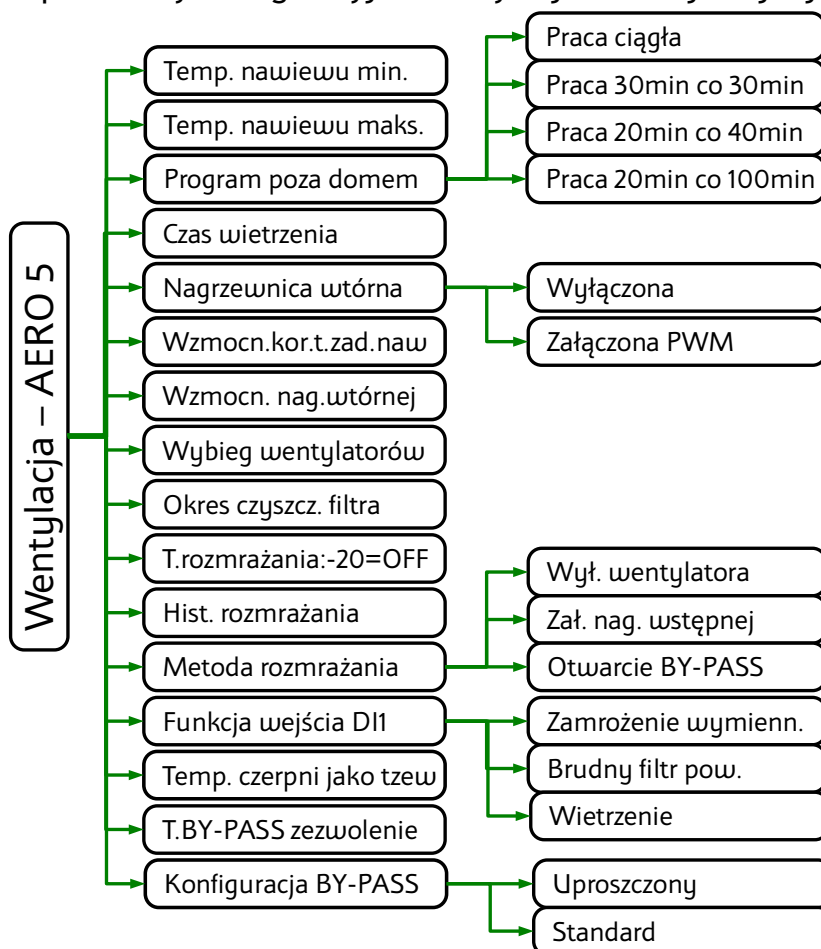 Wentylacja – AERO 5
Temp. nawiewu min.
Temp. nawiewu maks.
Program poza domem
Praca ciągła
Praca 30min co 30min
Praca 20min co 40min
Praca 20min co 100min
Czas wietrzenia
Nagrzewnica wtórna
Wyłączona
Załączona PWM
Wzmocn.kor.t.zad.naw
Wzmocn. nag.wtórnej
Wybieg wentylatorów
Okres czyszcz. filtra
T.rozmrażania:-20=OFF
Hist. rozmrażania
Metoda rozmrażania
Wył. wentylatora
Zał. nag. wstępnej
Otwarcie BY-PASS
Funkcja wejścia DI1
Zamrożenie wymienn.
Brudny filtr pow.
Wietrzenie
Temp. czerpni jako tzew
T.BY-PASS zezwolenie
Konfiguracja BY-PASS
Uproszczony
Standard